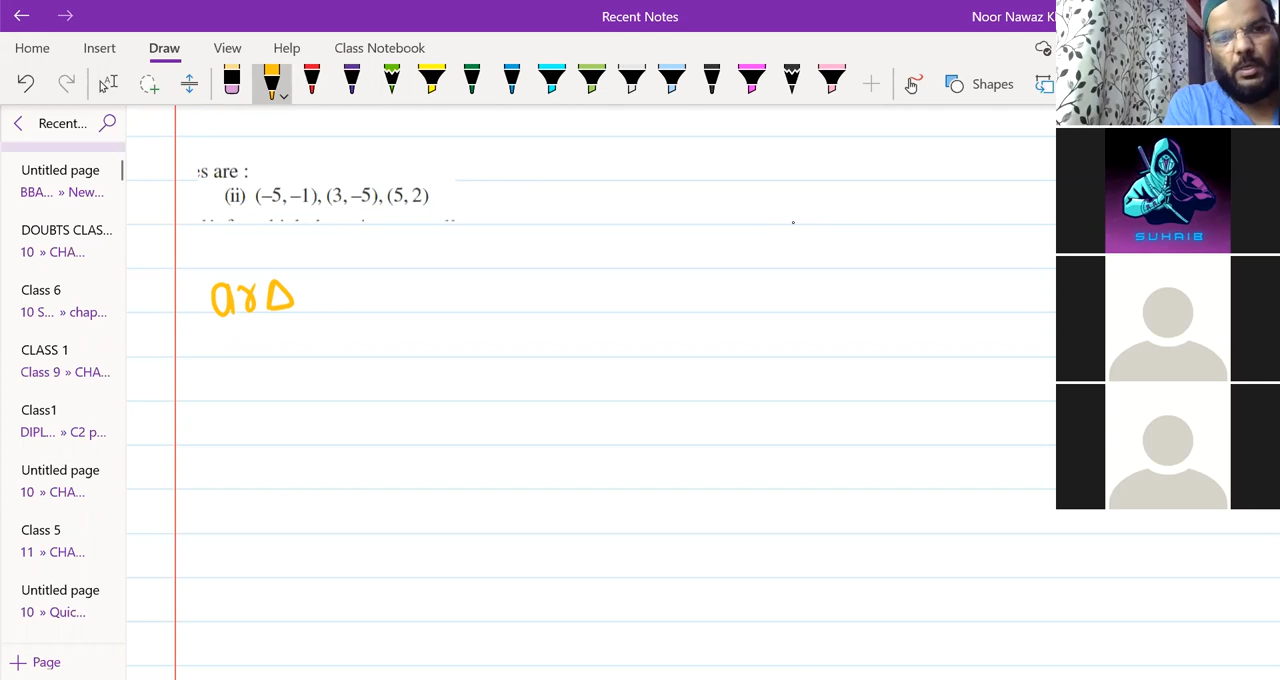 Recent Notes
Noor Nawaz K
Home Insert Draw View Help Class Notebook
Shapes
Recent...
Untitled page
BBA... » New...
DOUBTS CLAS...
10 » CHA...
Class 6
10 S... » chap...
CLASS 1
Class 9 » CHA...
Class1
DIPL... » C2 p...
Untitled page
10 » CHA...
Class 5
11 » CHA...
Untitled page
10 » Quic...
Page
es are :
(ii) (–5, –1), (3, –5), (5, 2)
ar Δ
SUHAIB